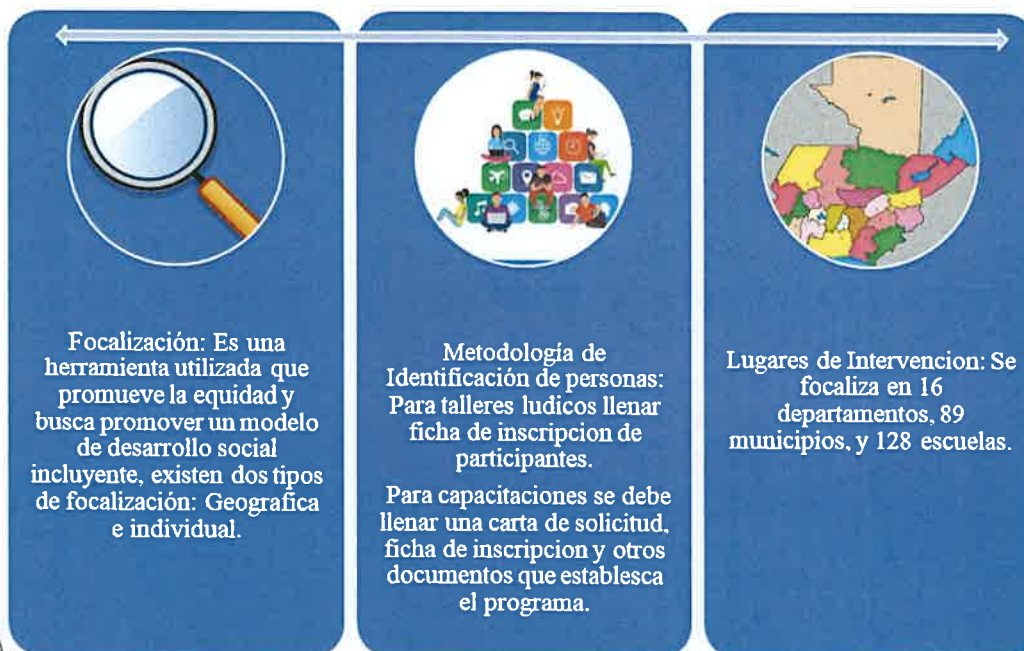 Focalización: Es una
herramienta utilizada que
promueve la equidad y
busca promover un modelo
de desarrollo social
incluyente, existen dos tipos
de focalización: Geografica
e individual.
Metodología de
Identificación de personas:
Para talleres ludicos llenar
ficha de inscripcion de
participantes.
Para capacitaciones se debe
llenar una carta de solicitud,
ficha de inscripcion y otros
documentos que establesca
el programa.
Lugares de Intervencion: Se
focaliza en 16
departamentos, 89
municipios, y 128 escuelas.